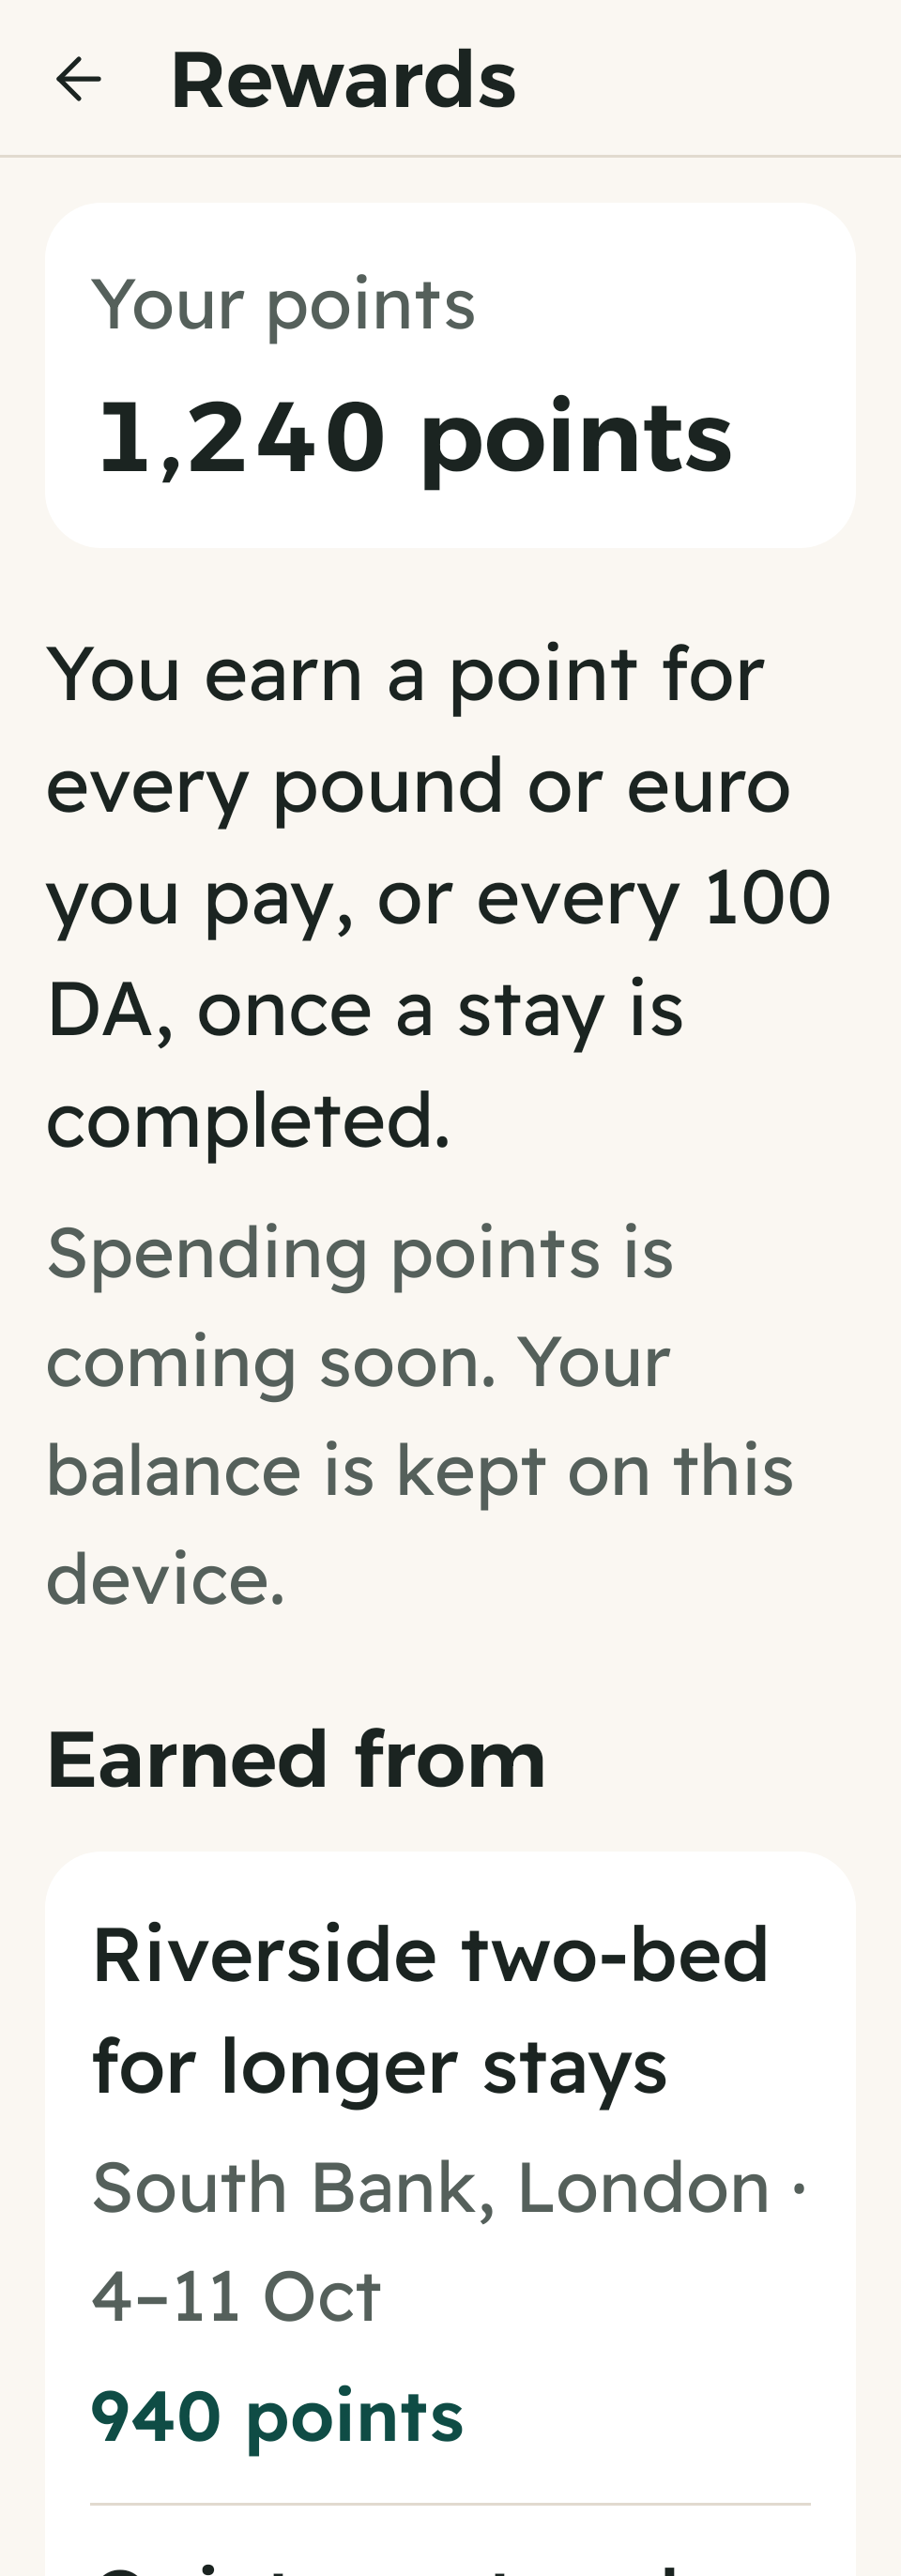 Rewards
Your points
1,240 points
You earn a point for
every pound or euro
you pay, or every 100
DA, once a stay is
completed.
Spending points is
coming soon. Your
balance is kept on this
device.
Earned from
Riverside two-bed
for longer stays
South Bank, London ·
4–11 Oct
940 points